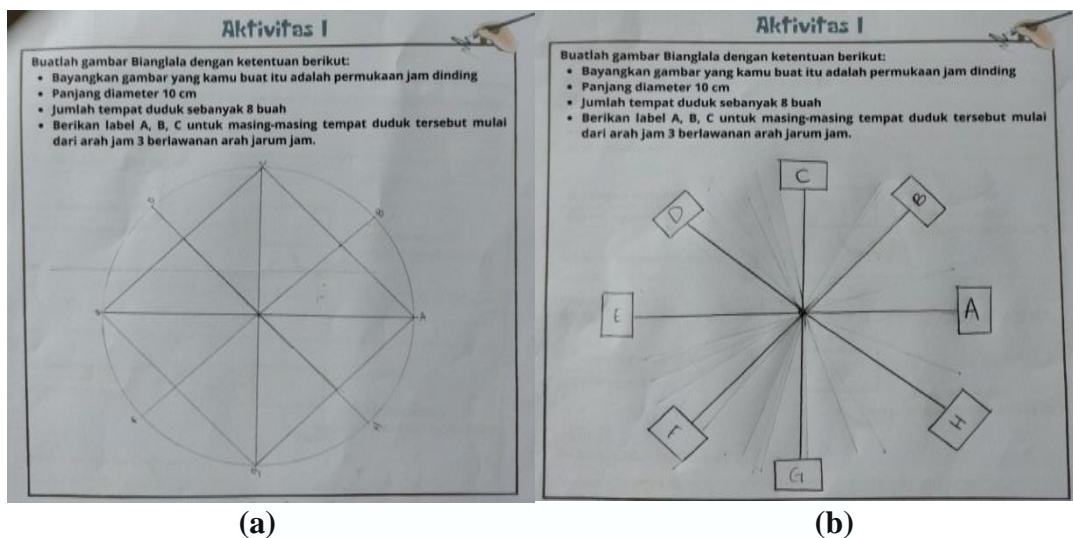 Aktivitas 1
Buatlah gambar Bianglala dengan ketentuan berikut:
• Bayangkan gambar yang kamu buat itu adalah permukaan jam dinding
• Panjang diameter 10 cm
• Jumlah tempat duduk sebanyak 8 buah
• Berikan label A, B, C untuk masing-masing tempat duduk tersebut mulai
dari arah jam 3 berlawanan arah jarum jam.
B
A
H
(a)
Aktivitas 1
Buatlah gambar Bianglala dengan ketentuan berikut:
• Bayangkan gambar yang kamu buat itu adalah permukaan jam dinding
• Panjang diameter 10 cm
• Jumlah tempat duduk sebanyak 8 buah
• Berikan label A, B, C untuk masing-masing tempat duduk tersebut mulai
dari arah jam 3 berlawanan arah jarum jam.
C
D
B
E
A
F
H
G
(b)